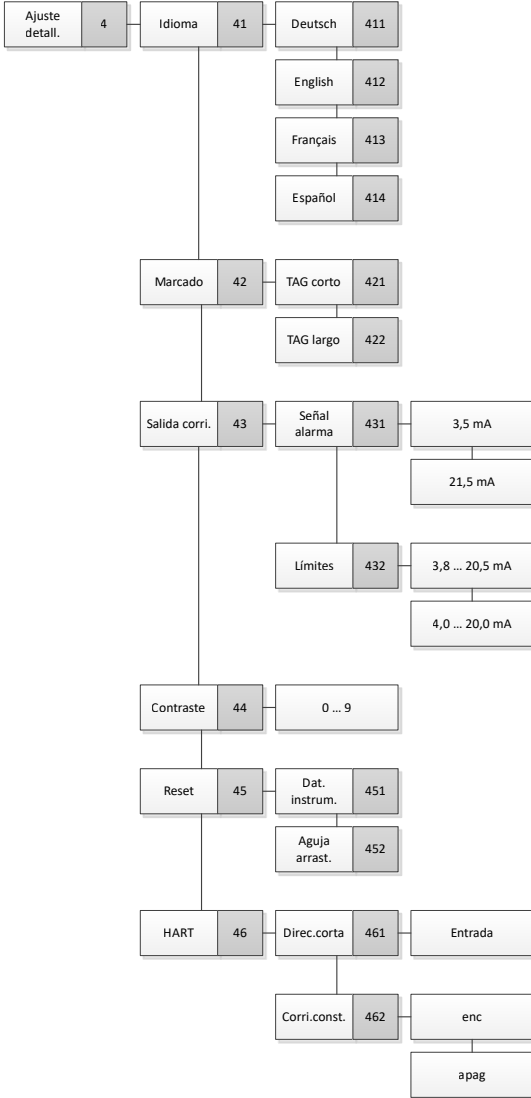 Ajuste
detall.
4
Idioma
41
Deutsch
411
English
412
Français
413
Español
414
Marcado
42
TAG corto
421
TAG largo
422
Salida corri.
43
Señal
alarma
431
3,5 mA
21,5 mA
Límites
432
3,8 ... 20,5 mA
4,0 ... 20,0 mA
Contraste
44
0 ... 9
Reset
45
Dat.
instrum.
451
Aguja
arrast.
452
HART
46
Direc.corta
461
Entrada
Corri.const.
462
enc
apag